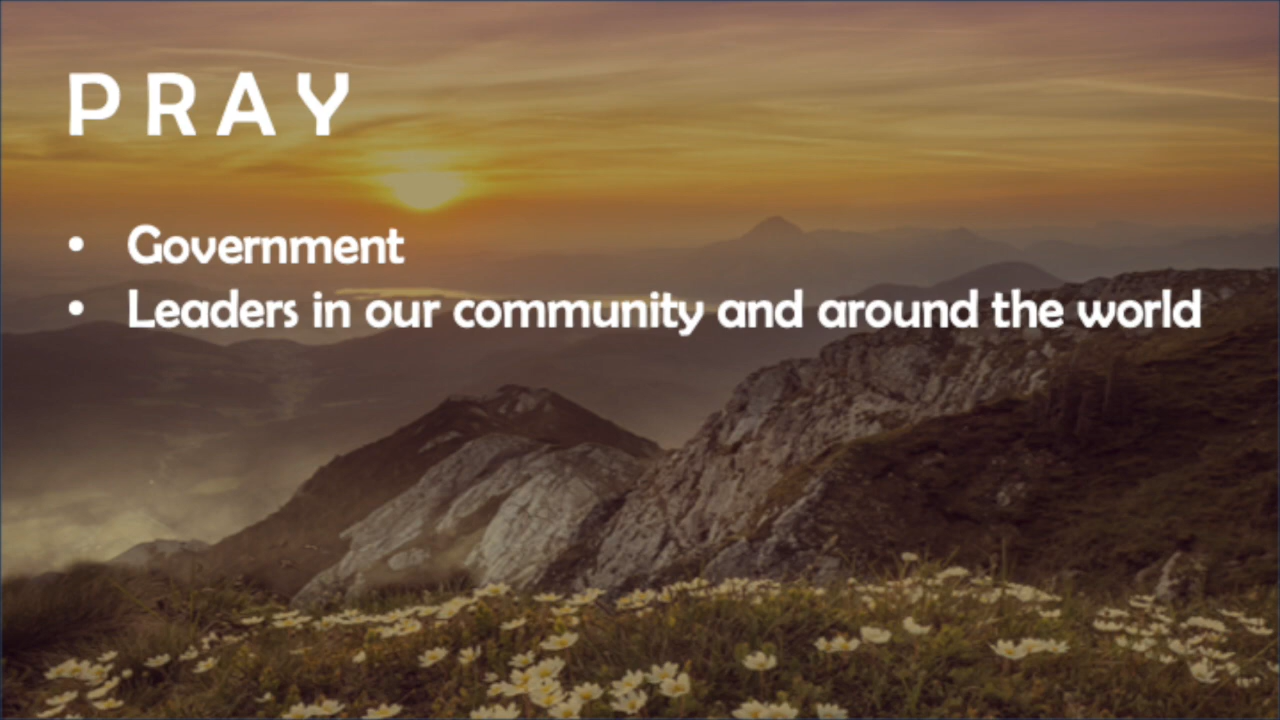 PRAY
• Government
• Leaders in our community and around the world